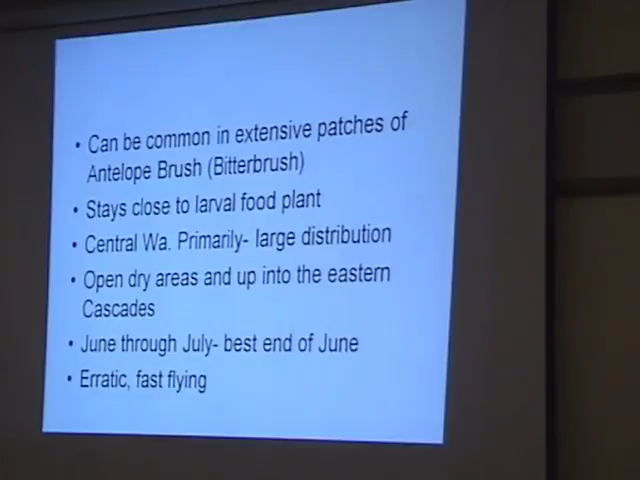 • Can be common in extensive patches of
Antelope Brush (Bitterbrush)
• Stays close to larval food plant
• Central Wa. Primarily- large distribution
• Open dry areas and up into the eastern
Cascades
• June through July- best end of June
• Erratic, fast flying